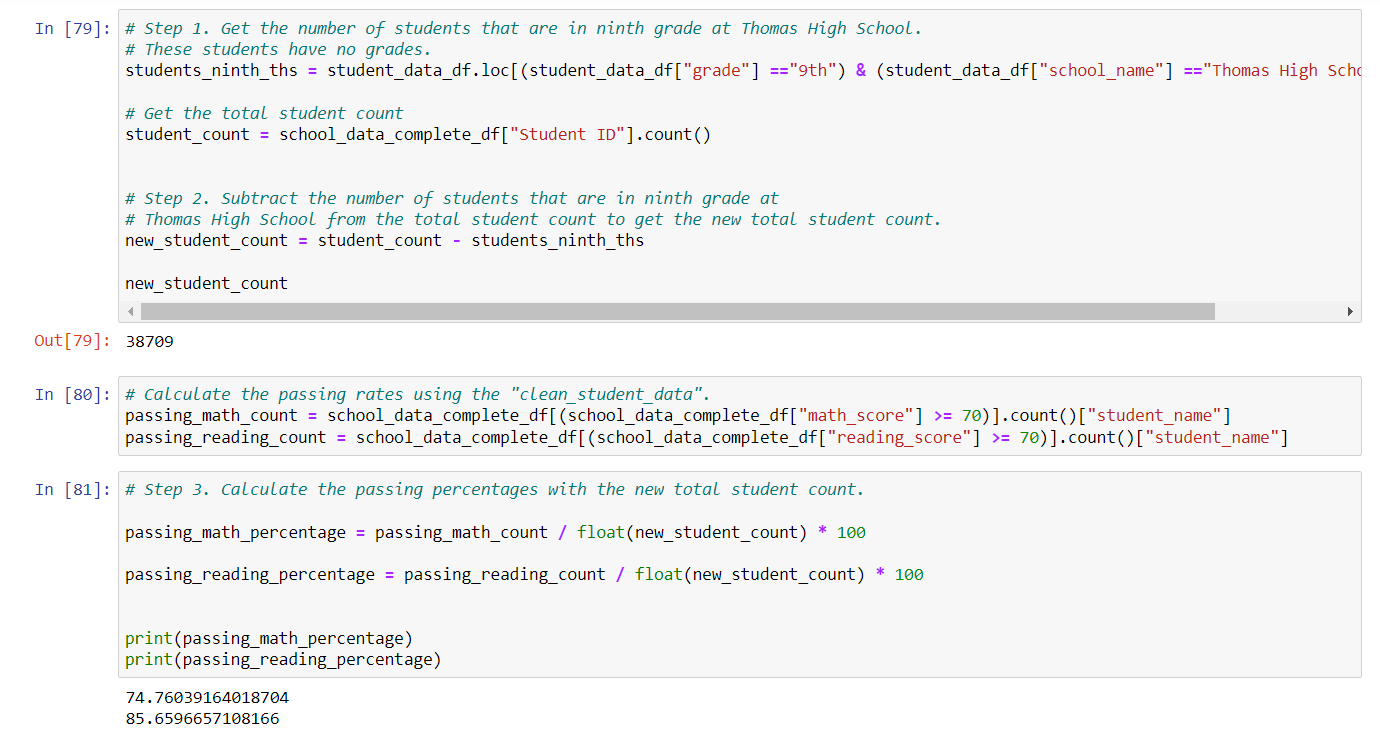 In [79]: # Step 1. Get the number of students that are in ninth grade at Thomas High School.
# These students have no grades.
students_ninth_ths = student_data_df.loc[(student_data_df["grade"] =="9th") & (student_data_df["school_name"] =="Thomas High
# Get the total student count
student_count = school_data_complete_df["Student ID"].count()
# Step 2. Subtract the number of students that are in ninth grade at
# Thomas High School from the total student count to get the new total student count.
new_student_count = student_count - students_ninth_ths
new_student_count
Out[79]: 38709
In [80]: # Calculate the passing rates using the "clean_student_data".
passing_math_count = school_data_complete_df[(school_data_complete_df["math_score"] >= 70)].count()["student_name"]
passing_reading_count = school_data_complete_df[(school_data_complete_df["reading_score"] >= 70)].count()["student_name"]
In [81]: # Step 3. Calculate the passing percentages with the new total student count.
passing_math_percentage = passing_math_count / float(new_student_count) * 100
passing_reading_percentage = passing_reading_count / float(new_student_count) * 100
print(passing_math_percentage)
print(passing_reading_percentage)
74.76039164018704
85.6596657108166